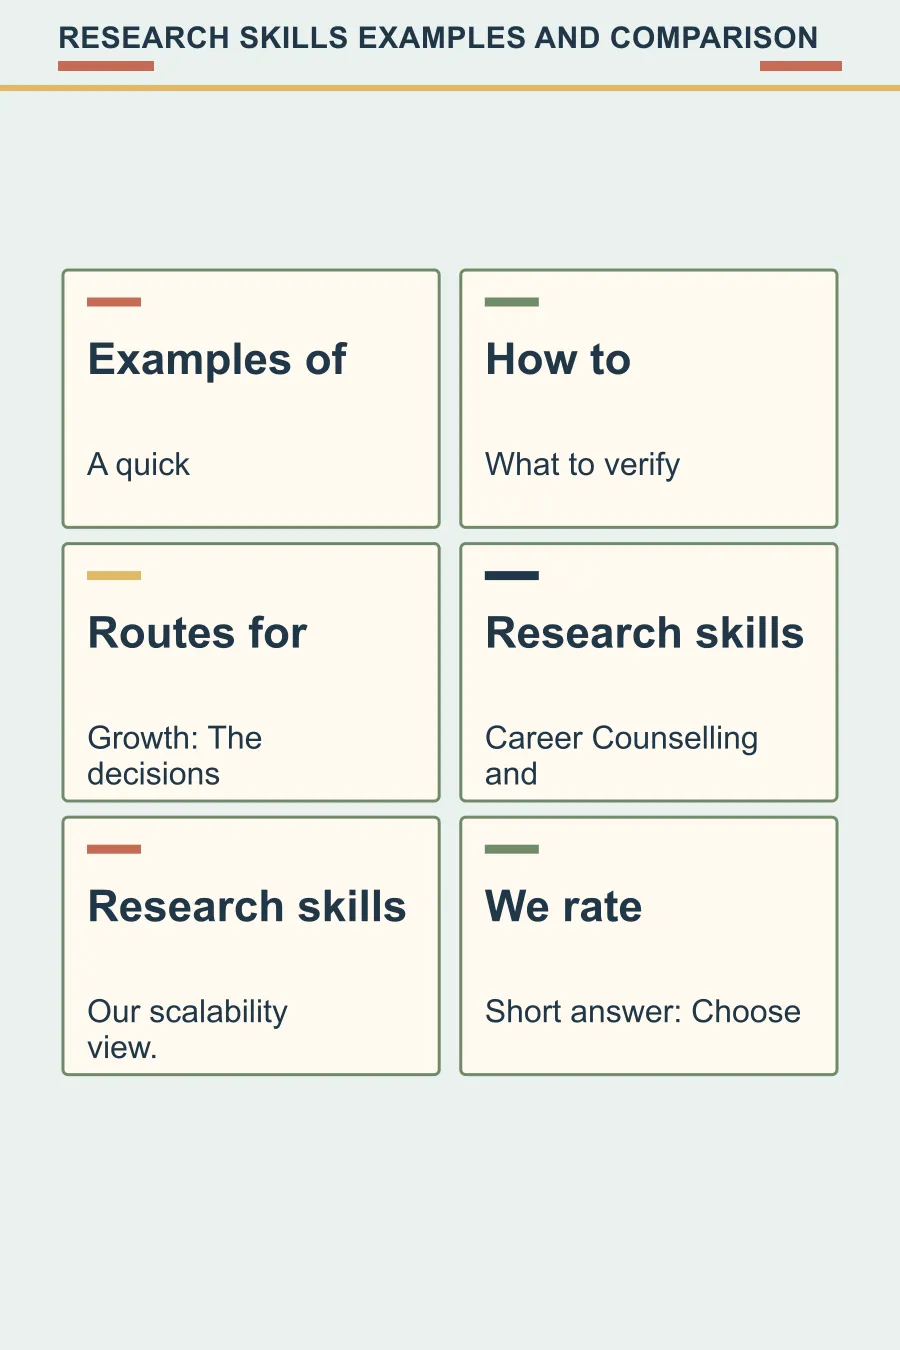 RESEARCH SKILLS EXAMPLES AND COMPARISON
Examples of
A quick
How to
What to verify
Routes for
Growth: The
decisions
Research skills
Career Counselling
and
Research skills
Our scalability
view.
We rate
Short answer: Choose